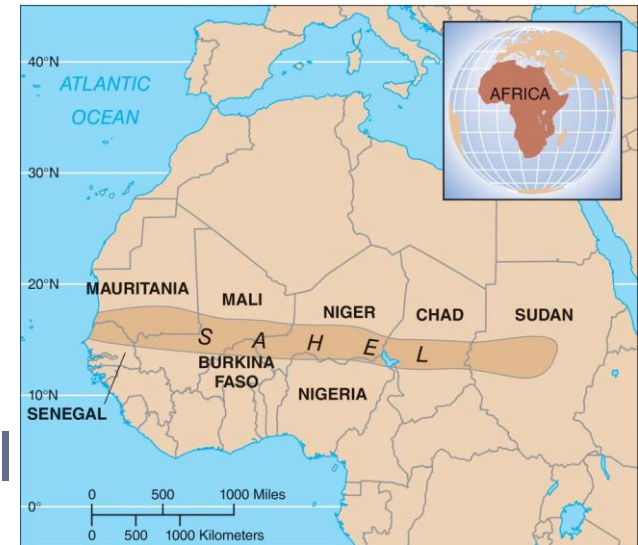 40°N
ATLANTIC
OCEAN
AFRICA
30°N
20°N
MAURITANIA
MALI
NIGER
CHAD
SUDAN
SAHEL
BURKINA
FASO
10°N
NIGERIA
SENEGAL
0 500 1000 Miles
0°
0 500 1000 Kilometers